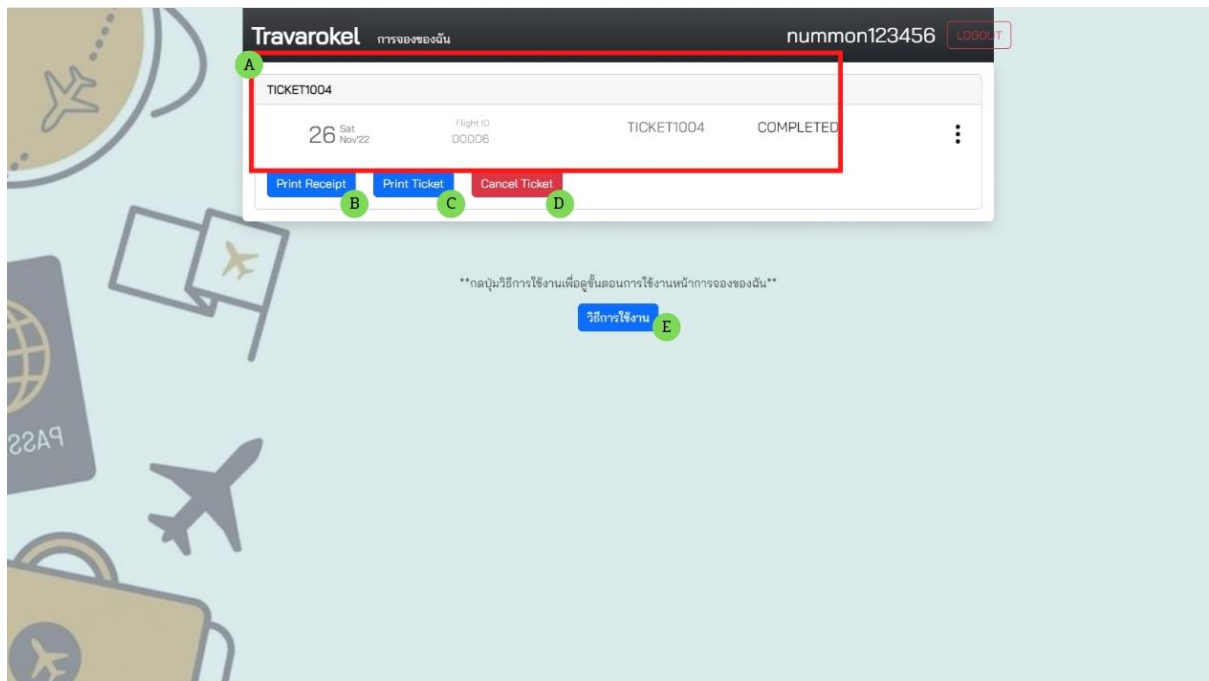 Travarokel การจองของฉัน nummon123456 LOGOUT
A
TICKET1004
26 Sat Nov'22 Flight ID D0006 TICKET1004 COMPLETED
Print Receipt Print Ticket Cancel Ticket
B C D
**กดปุ่มวิธีการใช้งานเพื่อดูขั้นตอนการใช้งานหน้าการจองของฉัน**
วิธีการใช้งาน E
PASS